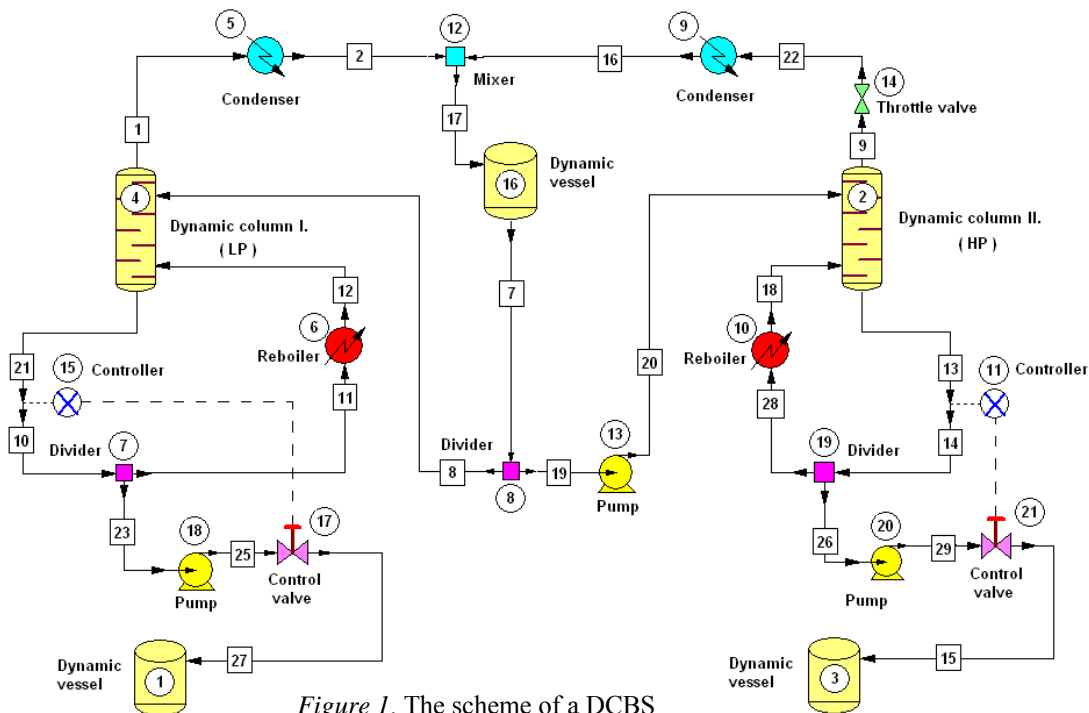 5
12
9
2
16
22
Mixer
14
Condenser
Condenser
Throttle valve
17
1
9
Dynamic
vessel
16
4
2
Dynamic column I.
( LP )
Dynamic column II.
( HP )
12
7
18
6
Reboiler
10
Reboiler
20
21
15
Controller
11
13
11
Controller
28
10
Divider
7
Divider
13
14
19
Divider
8
19
8
Pump
23
18
25
17
20
21
26
29
Pump
Control
valve
Pump
Control
valve
Dynamic
vessel
1
27
Dynamic
vessel
3
15
Figure 1. The scheme of a DCBS